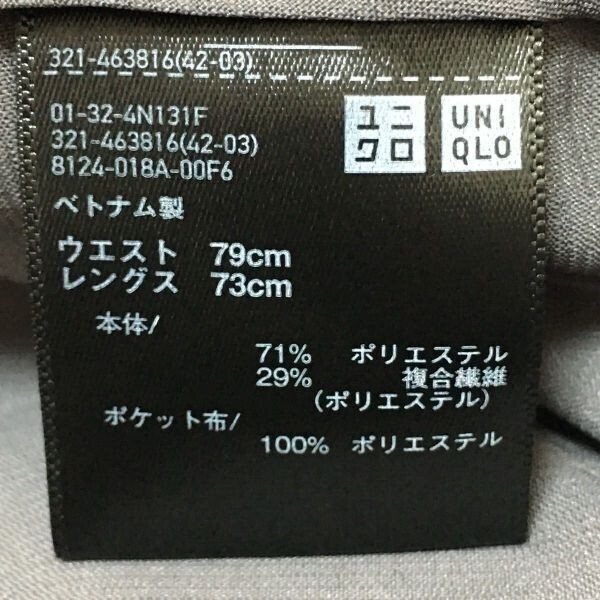 321-463816(42-03)
01-32-4N131F
321-463816(42-03)
8124-018A-00F6
ユニ
クロ
UNI
QLO
ベトナム製
ウエスト 79cm
レングス 73cm
本体/
71% ポリエステル
29% 複合繊維
(ポリエステル)
ポケット布/
100% ポリエステル